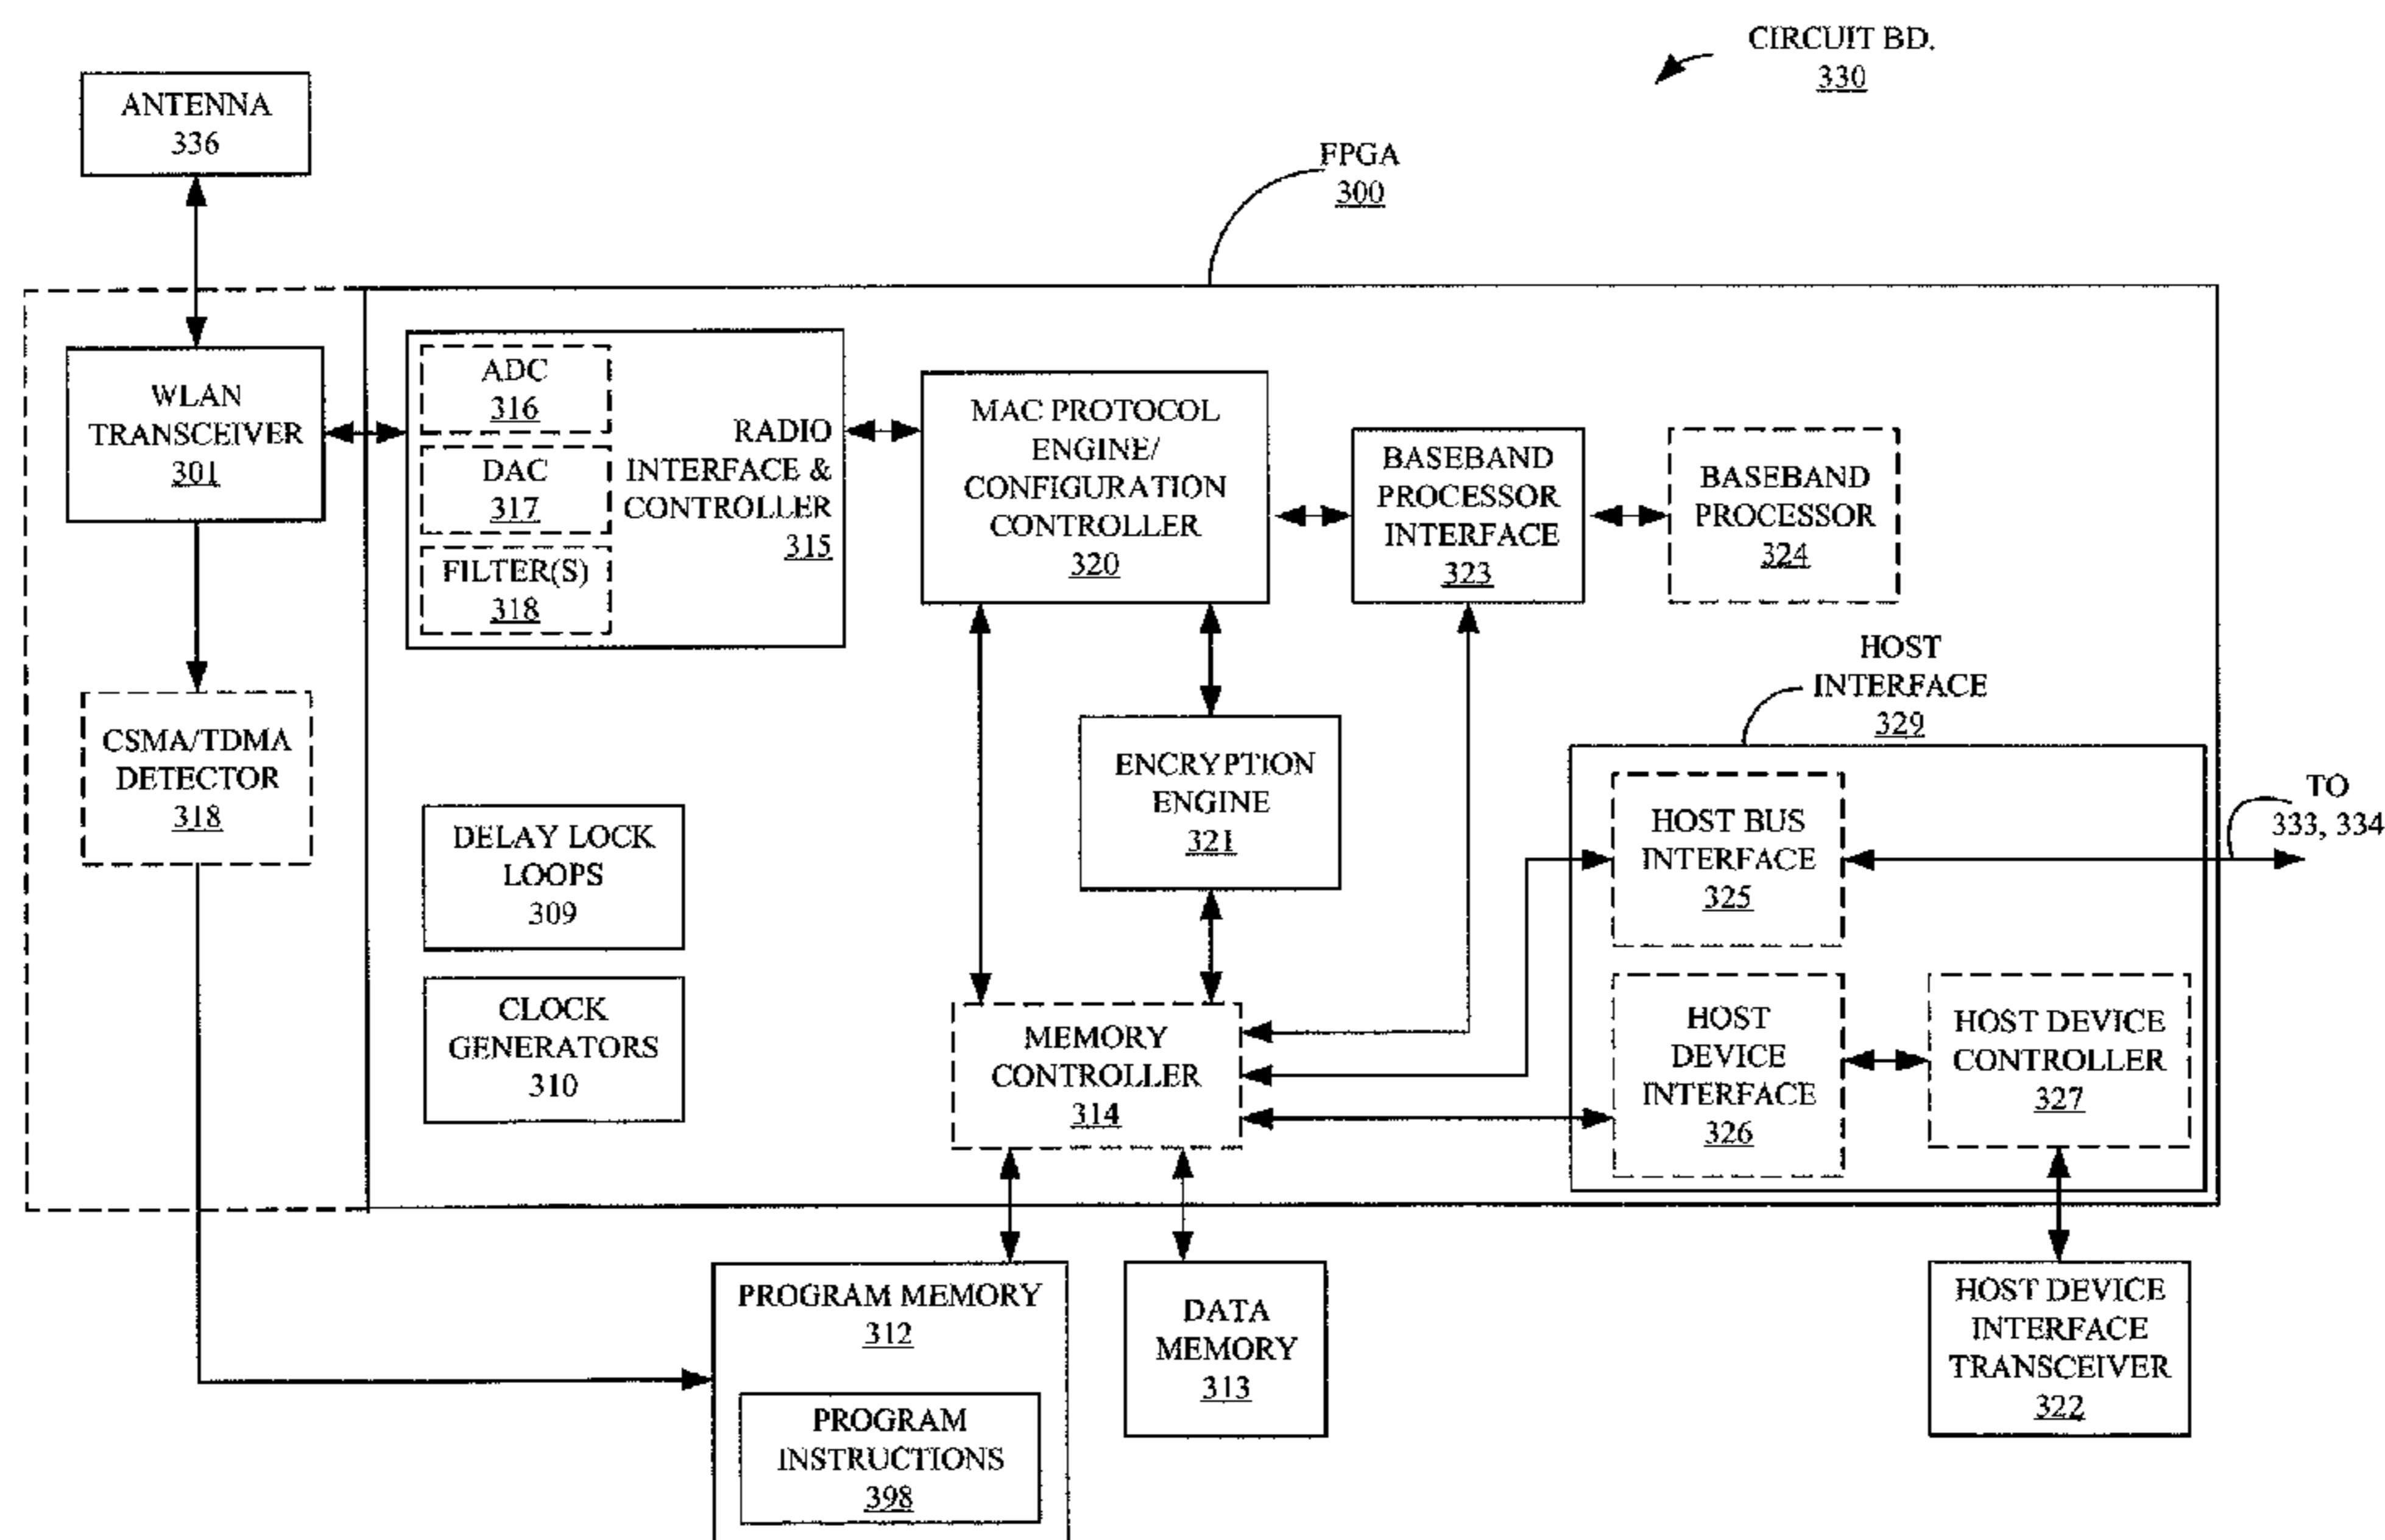 CIRCUIT BD.
330
ANTENNA
336
FPGA
300
WLAN
TRANSCEIVER
301
ADC
316
DAC
317
FILTER(S)
318
RADIO
INTERFACE &
CONTROLLER
315
MAC PROTOCOL
ENGINE/
CONFIGURATION
CONTROLLER
320
BASEBAND
PROCESSOR
INTERFACE
323
BASEBAND
PROCESSOR
324
CSMA/TDMA
DETECTOR
318
DELAY LOCK
LOOPS
309
CLOCK
GENERATORS
310
ENCRYPTION
ENGINE
321
MEMORY
CONTROLLER
314
HOST
INTERFACE
329
HOST BUS
INTERFACE
325
TO
333, 334
HOST
DEVICE
INTERFACE
326
HOST DEVICE
CONTROLLER
327
PROGRAM MEMORY
312
PROGRAM
INSTRUCTIONS
398
DATA
MEMORY
313
HOST DEVICE
INTERFACE
TRANSCEIVER
322